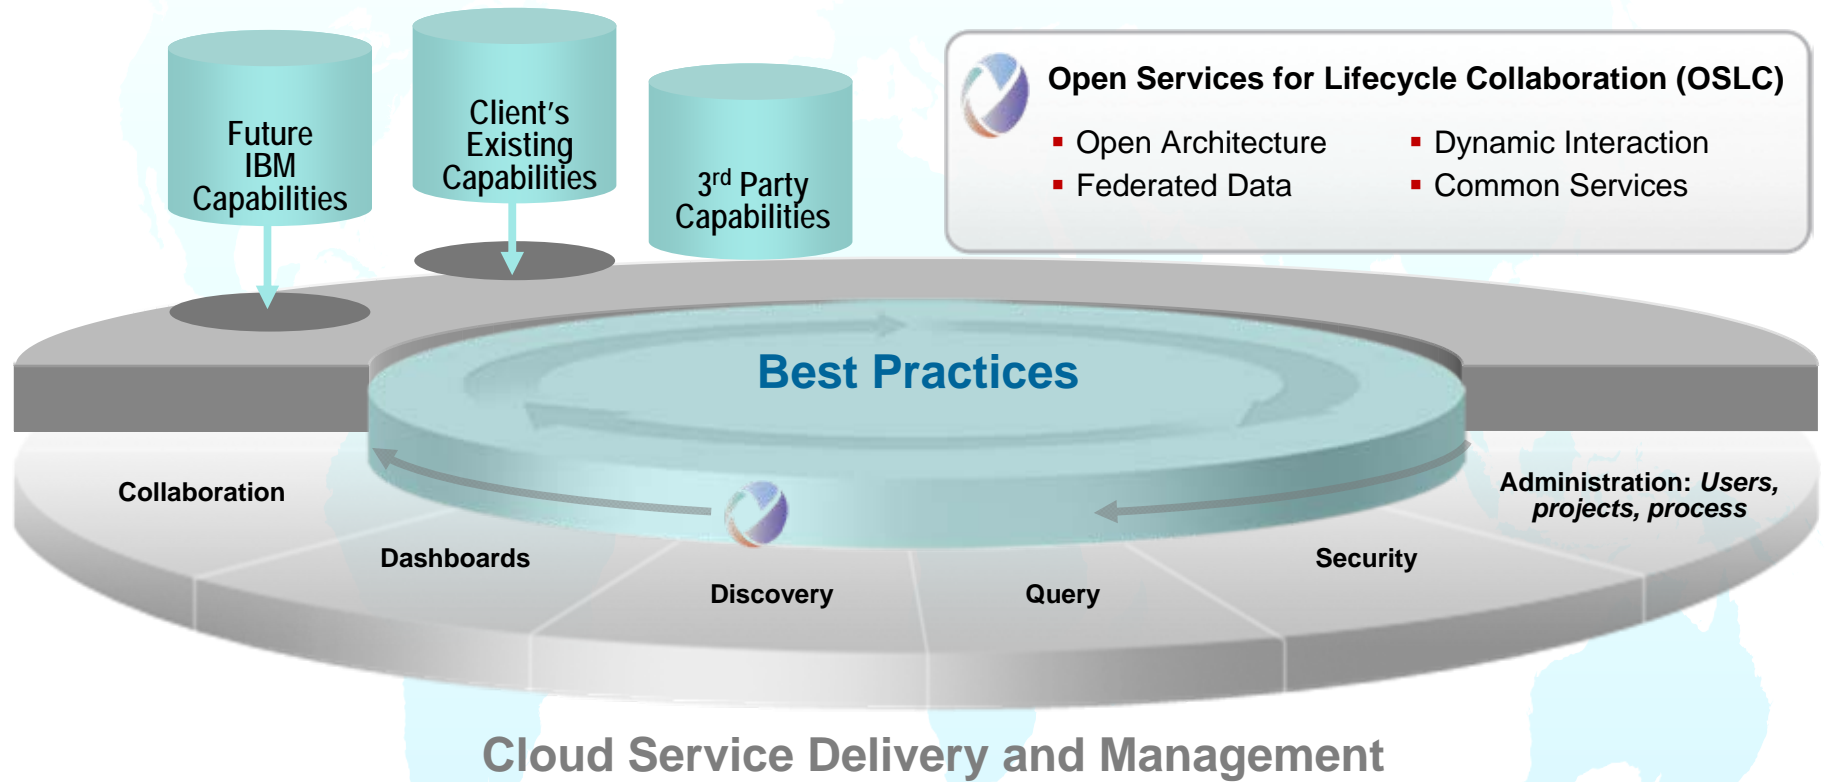 Future
IBM
Capabilities
Client's
Existing
Capabilities
3rd Party
Capabilities
Open Services for Lifecycle Collaboration (OSLC)
▪ Open Architecture
▪ Federated Data
▪ Dynamic Interaction
▪ Common Services
Best Practices
Collaboration
Dashboards
Discovery
Query
Security
Administration: Users,
projects, process
Cloud Service Delivery and Management